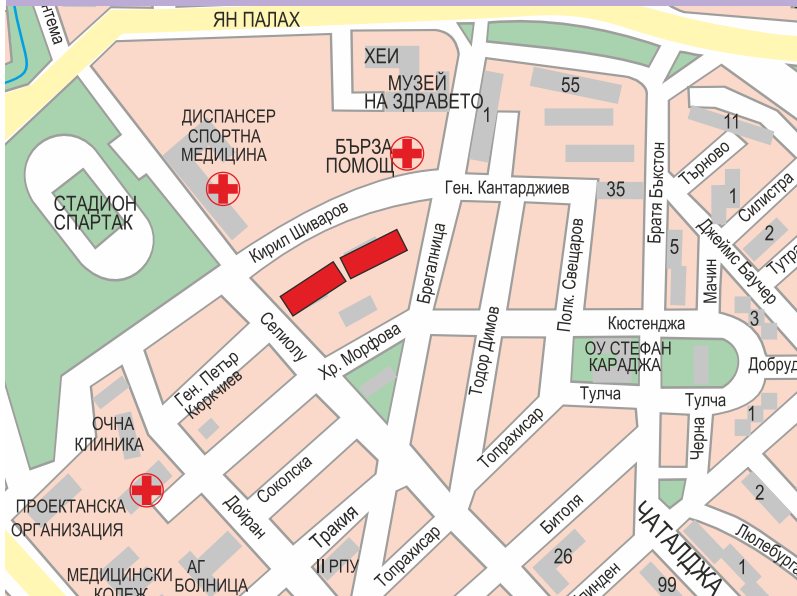 ЯН ПАЛАХ
нтема
ХЕИ
МУЗЕЙ
НА ЗДРАВЕТО
55
1
11
ДИСПАНСЕР
СПОРТНА
МЕДИЦИНА
БЪРЗА
ПОМОЩ
Ген. Кантарджиев
35
Братя Бъкстон
Търново
1
Силистра
2
Тутра
Джеймс Баучер
СТАДИОН
СПАРТАК
Кирил Шиваров
Брегалница
Полк. Свещаров
5
Мачин
3
Селиолу
Хр. Морфова
Тодор Димов
Кюстенджа
ОУ СТЕФАН
КАРАДЖА
Добруд
Ген. Петър
Кюркчиев
Тулча
Тулча
1
Черна
ОЧНА
КЛИНИКА
Топрахисар
Соколска
ПРОЕКТАНСКА
ОРГАНИЗАЦИЯ
Дойран
Тракия
Битоля
ЧАТАЛДЖА
2
Люлебурга
АГ
БОЛНИЦА
II РПУ
Топрахисар
26
линден
99
1
МЕДИЦИНСКИ
КОЛЕЖ